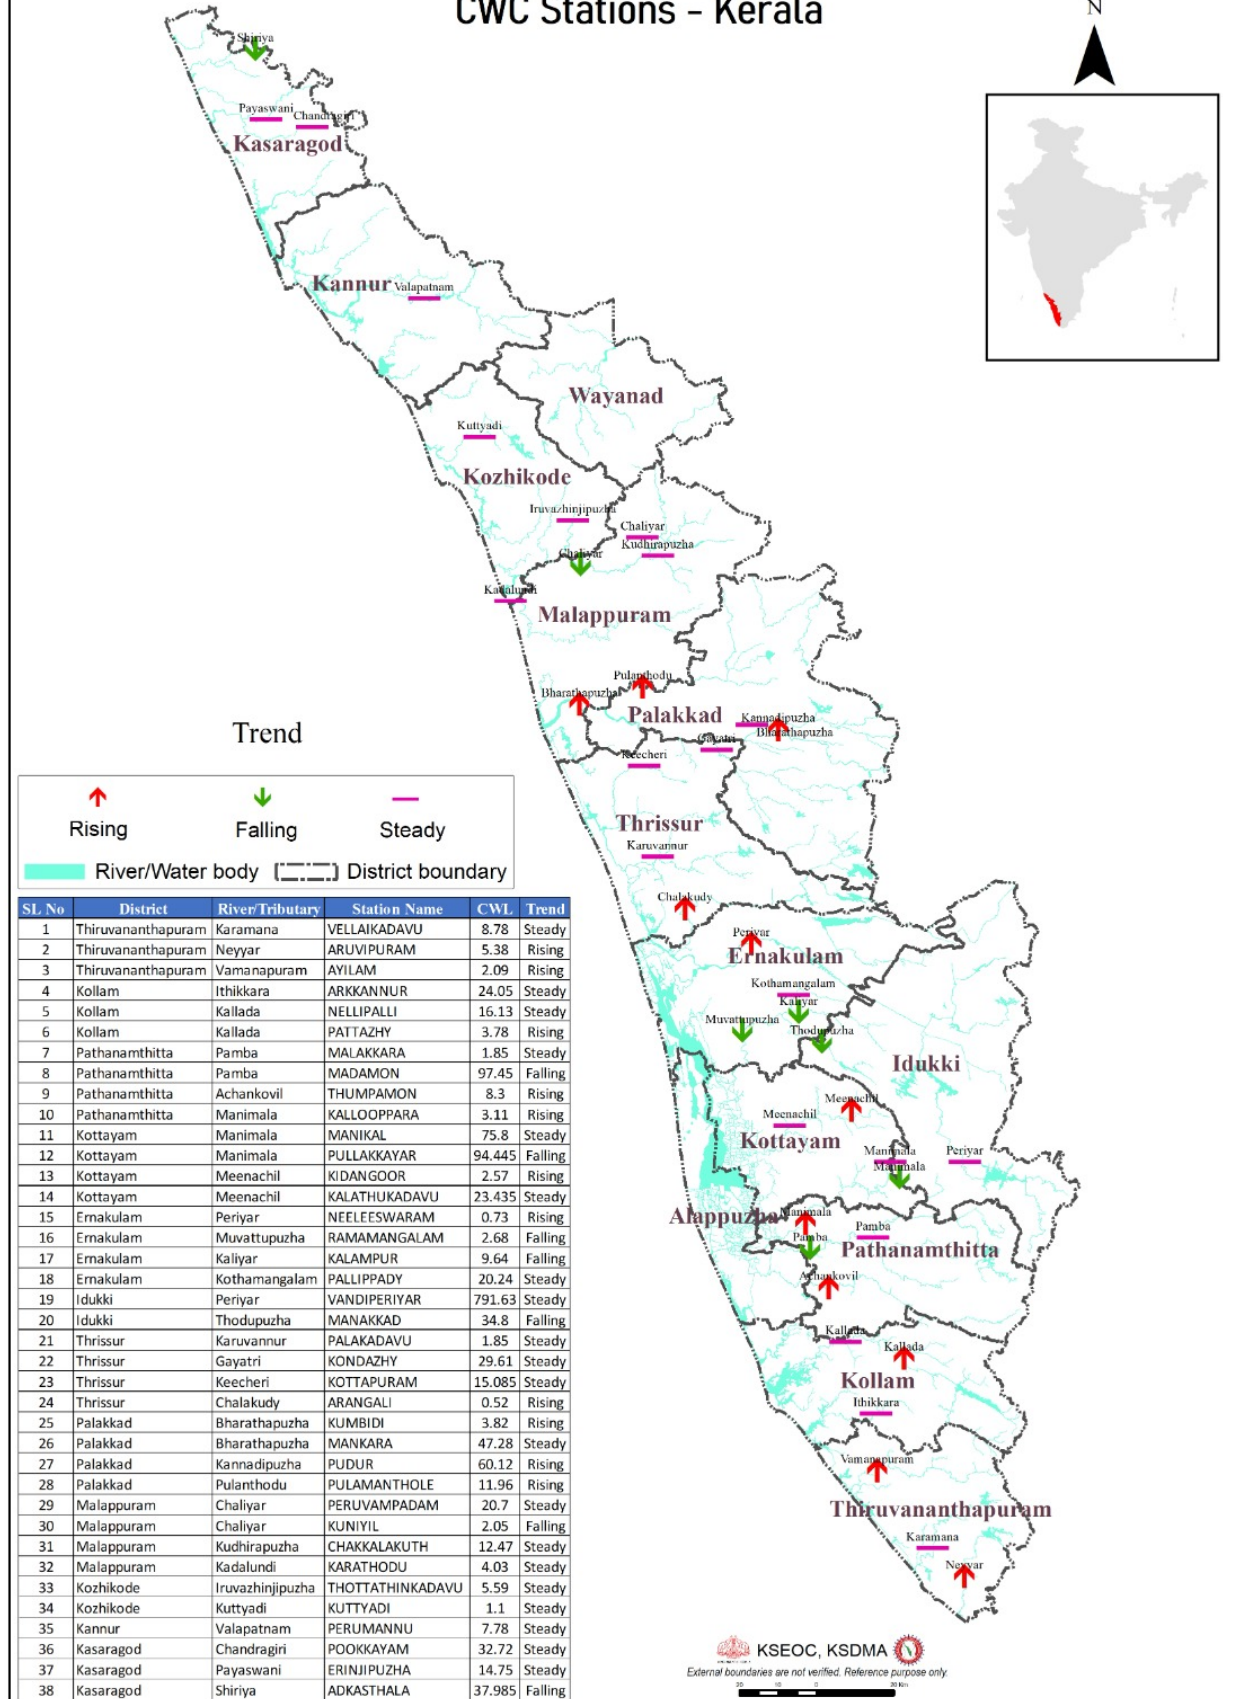 CWC Stations - Kerala
N
Shiriya
Payaswani
Chandragiri
Kasaragod
Kannur
Valapatnam
Wayanad
Kuttyadi
Kozhikode
Iruvazhinjipuzha
Chaliyar
Kudhirapuzha
Chaliyar
Kadalundi
Malappuram
Pulanthodu
Bharathapuzha
Palakkad
Kannadipuzha
Bharathapuzha
Gayatri
Keecheri
Thrissur
Karuvannur
Chalakudy
Periyar
Ernakulam
Kothamangalam
Kaliyar
Muvattupuzha
Thodupuzha
Idukki
Meenachil
Meenachil
Kottayam
Manimala
Periyar
Manimala
Alappuzha
Manimala
Pamba
Pamba
Pathanamthitta
Achankovil
Kallada
Kallada
Kollam
Ithikkara
Vamanapuram
Thiruvananthapuram
Karamana
Neyyar
Trend
Rising Falling Steady
River/Water body District boundary
SL No District River/Tributary Station Name CWL Trend
1 Thiruvananthapuram Karamana VELLAIKADAVU 8.78 Steady
2 Thiruvananthapuram Neyyar ARUVIPURAM 5.38 Rising
3 Thiruvananthapuram Vamanapuram AYILAM 2.09 Rising
4 Kollam Ithikkara ARKKANNUR 24.05 Steady
5 Kollam Kallada NELLIPALLI 16.13 Steady
6 Kollam Kallada PATTAZHY 3.78 Rising
7 Pathanamthitta Pamba MALAKKARA 1.85 Steady
8 Pathanamthitta Pamba MADAMON 97.45 Falling
9 Pathanamthitta Achankovil THUMPAMON 8.3 Rising
10 Pathanamthitta Manimala KALLOOPPARA 3.11 Rising
11 Kottayam Manimala MANIKAL 75.8 Steady
12 Kottayam Manimala PULLAKKAYAR 94.445 Falling
13 Kottayam Meenachil KIDANGOOR 2.57 Rising
14 Kottayam Meenachil KALATHUKADAVU 23.435 Steady
15 Ernakulam Periyar NEELEESWARAM 0.73 Rising
16 Ernakulam Muvattupuzha RAMAMANGALAM 2.68 Falling
17 Ernakulam Kaliyar KALAMPUR 9.64 Falling
18 Ernakulam Kothamangalam PALLIPPADY 20.24 Steady
19 Idukki Periyar VANDIPERIYAR 791.63 Steady
20 Idukki Thodupuzha MANAKKAD 34.8 Falling
21 Thrissur Karuvannur PALAKADAVU 1.85 Steady
22 Thrissur Gayatri KONDAZHY 29.61 Steady
23 Thrissur Keecheri KOTTAPURAM 15.085 Steady
24 Thrissur Chalakudy ARANGALI 0.52 Rising
25 Palakkad Bharathapuzha KUMBIDI 3.82 Rising
26 Palakkad Bharathapuzha MANKARA 47.28 Steady
27 Palakkad Kannadipuzha PUDUR 60.12 Rising
28 Palakkad Pulanthodu PULAMANTHOLE 11.96 Rising
29 Malappuram Chaliyar PERUVAMPADAM 20.7 Steady
30 Malappuram Chaliyar KUNIYIL 2.05 Falling
31 Malappuram Kudhirapuzha CHAKKALAKUTH 12.47 Steady
32 Malappuram Kadalundi KARATHODU 4.03 Steady
33 Kozhikode Iruvazhinjipuzha THOTTATHINKADAVU 5.59 Steady
34 Kozhikode Kuttyadi KUTTYADI 1.1 Steady
35 Kannur Valapatnam PERUMANNU 7.78 Steady
36 Kasaragod Chandragiri POOKKAYAM 32.72 Steady
37 Kasaragod Payaswani ERINJIPUZHA 14.75 Steady
38 Kasaragod Shiriya ADKASTHALA 37.985 Falling
KSEOC, KSDMA
External boundaries are not verified. Reference purpose only.
20 10 0 20 Km